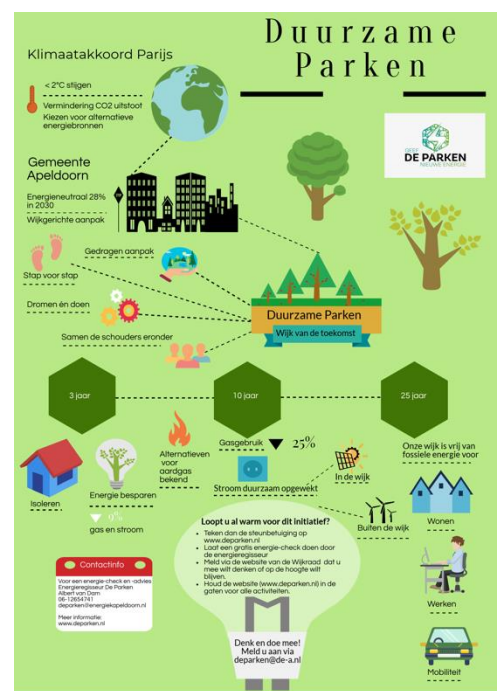 Duurzame
Parken
Klimaatakkoord Parijs
< 2°C stijgen
Vermindering CO2 uitstoot
Kiezen voor alternatieve
energiebronnen
DE PARKEN
NIEUWE ENERGIE
Gemeente
Apeldoorn
Energieneutraal 28%
in 2030
Wijkgerichte aanpak
Gedragen aanpak
Stap voor stap
Dromen én doen
Samen de schouders eronder
Duurzame Parken
Wijk van de toekomst
3 jaar
10 jaar
25 jaar
Isoleren
Energie besparen
9%
gas en stroom
Alternatieven
voor
aardgas
bekend
Gasgebruik
25%
Stroom duurzaam opgewekt
In de wijk
Buiten de wijk
Onze wijk is vrij van
fossiele energie voor
Wonen
Werken
Mobiliteit
Loopt u al warm voor dit initiatief?
• Teken dan de steunbetuiging op
www.deparken.nl
• Laat een gratis energie-check doen door
de energieregisseur
• Meld via de website van de Wijkraad dat u
mee wilt denken of op de hoogte wilt
blijven.
• Houd de website (www.deparken.nl) in de
gaten voor alle activiteiten.
Denk en doe mee!
Meld u aan via
deparken@de-a.nl
Contactinfo
Voor een energie-check en -advies
Energieregisseur De Parken
Albert van Dam
06-12654741
deparken@energiekapeldoorn.nl
Meer informatie:
www.deparken.nl